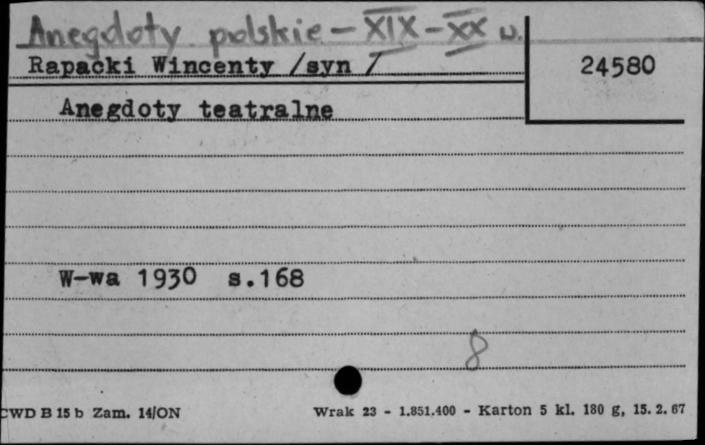 Anegdoty polskie – XIX – XX w.
Rapacki Wincenty /syn /
24580
Anegdoty teatralne
W-wa 1930 s.168
8
CWD B 15 b Zam. 14/ON
Wrak 23 - 1.851.400 - Karton 5 kl. 180 g, 15. 2. 67